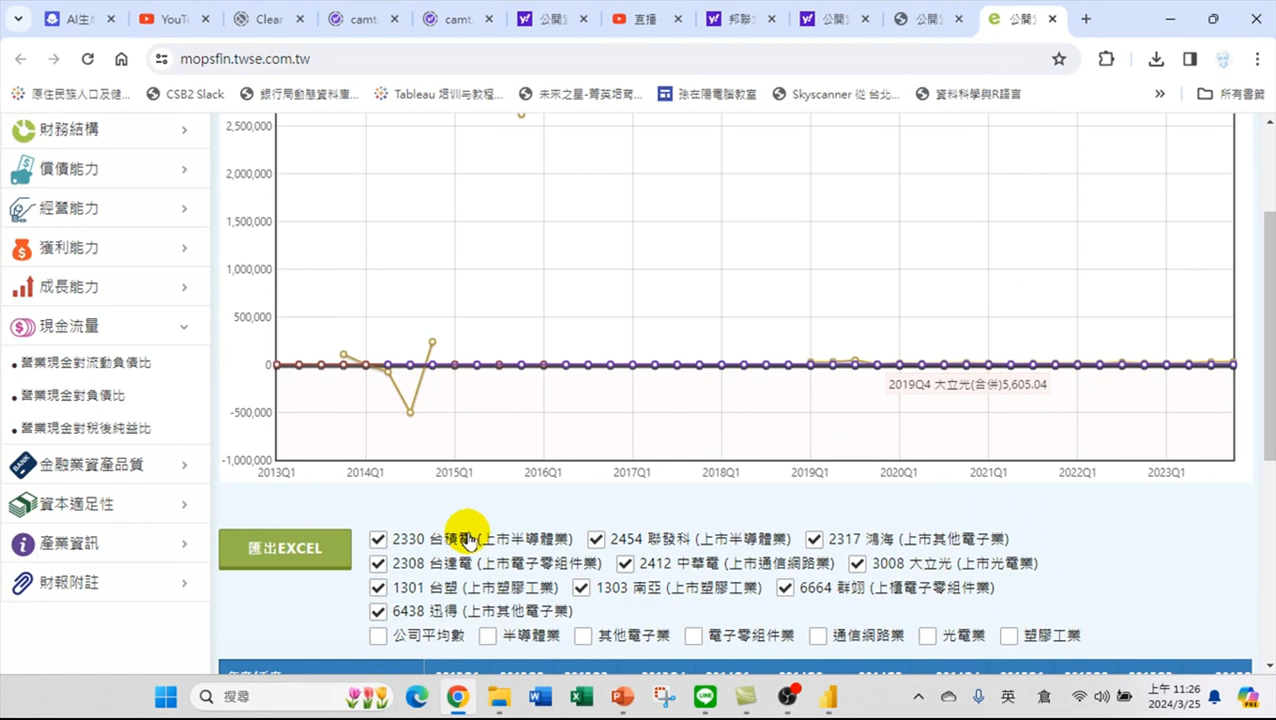 AI生
YouTu
Clear
camt
camt
公開
直播 -
邦聯
公開
公開
公開
mopsfin.twse.com.tw
原住民族人口及健...
CSB2 Slack
銀行局動態資料庫...
Tableau 培训与教程...
未來之星-菁英培育...
孫在陽電腦教室
Skyscanner 從 台北...
資料科學與R語言
所有書籤
財務結構
償債能力
經營能力
獲利能力
成長能力
現金流量
營業現金對流動負債比
營業現金對負債比
營業現金對稅後純益比
金融業資產品質
資本適足性
產業資訊
財報附註
2,500,000
2,000,000
1,500,000
1,000,000
500,000
0
-500,000
-1,000,000
2019Q4 大立光(合併)5,605.04
2013Q1 2014Q1 2015Q1 2016Q1 2017Q1 2018Q1 2019Q1 2020Q1 2021Q1 2022Q1 2023Q1
匯出EXCEL
2330 台積電 (上市半導體業) 2454 聯發科 (上市半導體業) 2317 鴻海 (上市其他電子業)
2308 台達電 (上市電子零組件業) 2412 中華電 (上市通信網路業) 3008 大立光 (上市光電業)
1301 台塑 (上市塑膠工業) 1303 南亞 (上市塑膠工業) 6664 群翊 (上櫃電子零組件業)
6438 迅得 (上市其他電子業)
公司平均數 半導體業 其他電子業 電子零組件業 通信網路業 光電業 塑膠工業
搜尋
英
上午 11:26
2024/3/25